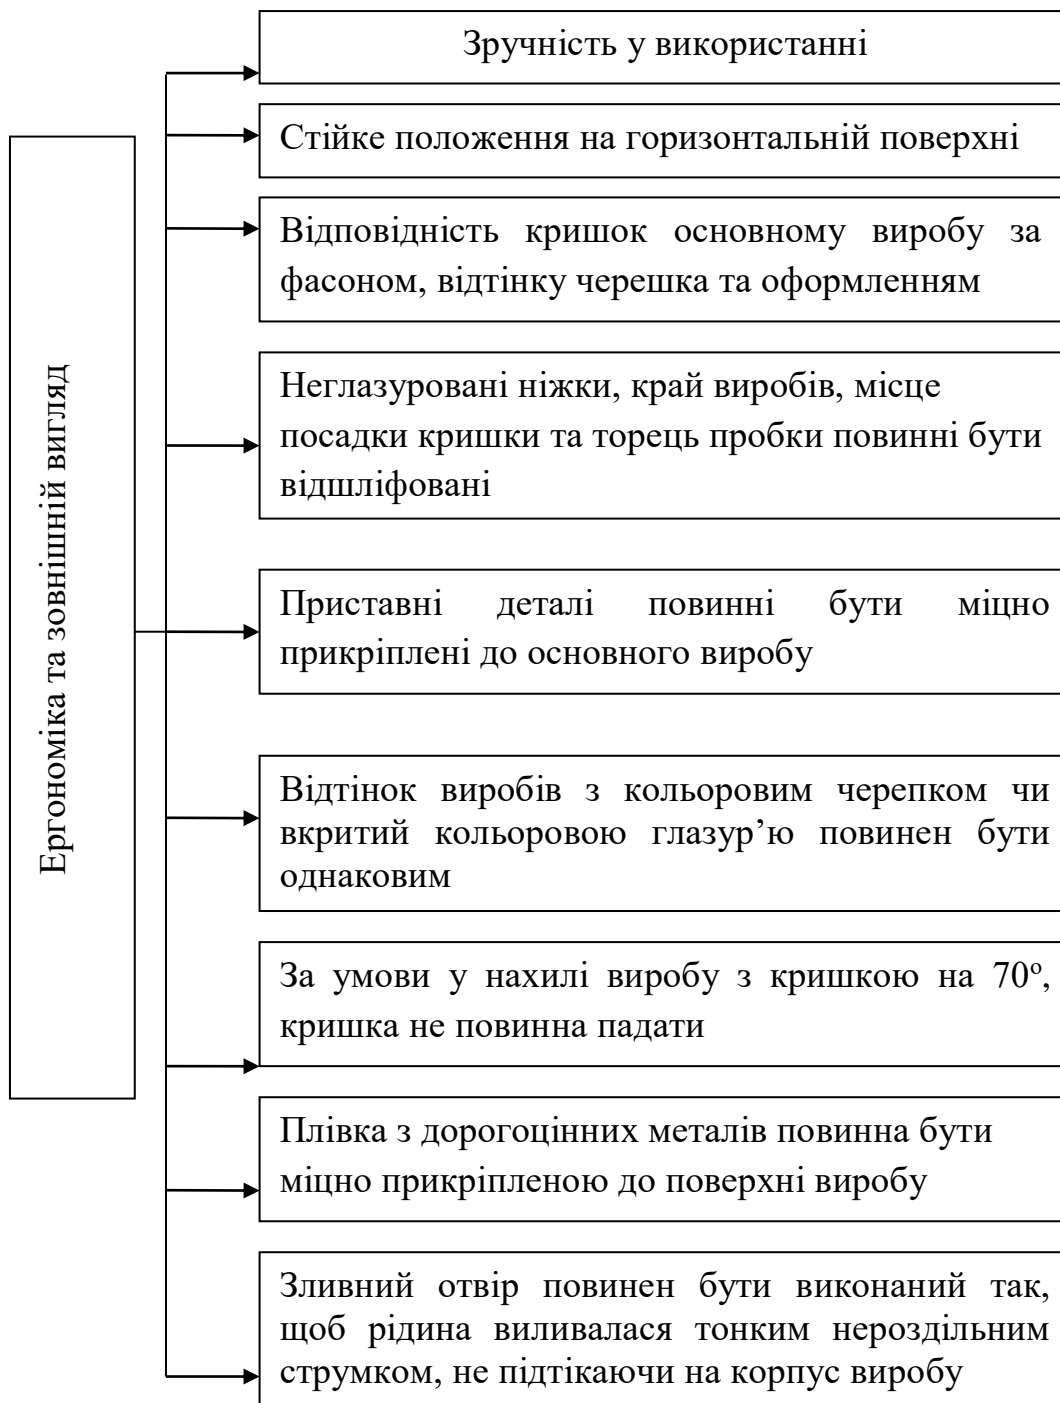 Ергономіка та зовнішній вигляд
Зручність у використанні
Стійке положення на горизонтальній поверхні
Відповідність кришок основному виробу за
фасоном, відтінку черешка та оформленням
Неглазуровані ніжки, край виробів, місце
посадки кришки та торець пробки повинні бути
відшліфовані
Приставні деталі повинні бути міцно
прикріплені до основного виробу
Відтінок виробів з кольоровим черепком чи
вкритий кольоровою глазур’ю повинен бути
однаковим
За умови у нахилі виробу з кришкою на 70º,
кришка не повинна падати
Плівка з дорогоцінних металів повинна бути
міцно прикріпленою до поверхні виробу
Зливний отвір повинен бути виконаний так,
щоб рідина виливалася тонким нероздільним
струмком, не підтікаючи на корпус виробу